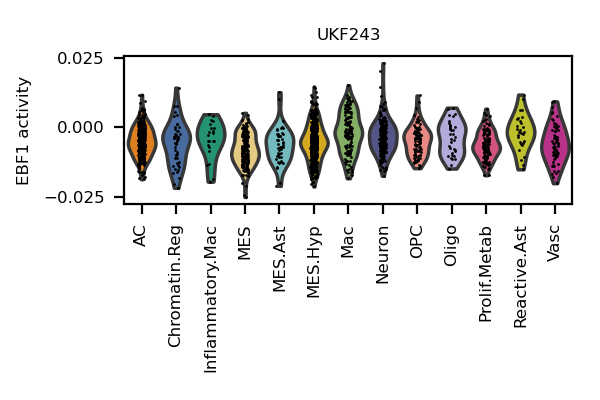 UKF243
EBF1 activity
0.025
0.000
−0.025
AC
Chromatin.Reg
Inflammatory.Mac
MES
MES.Ast
MES.Hyp
Mac
Neuron
OPC
Oligo
Prolif.Metab
Reactive.Ast
Vasc